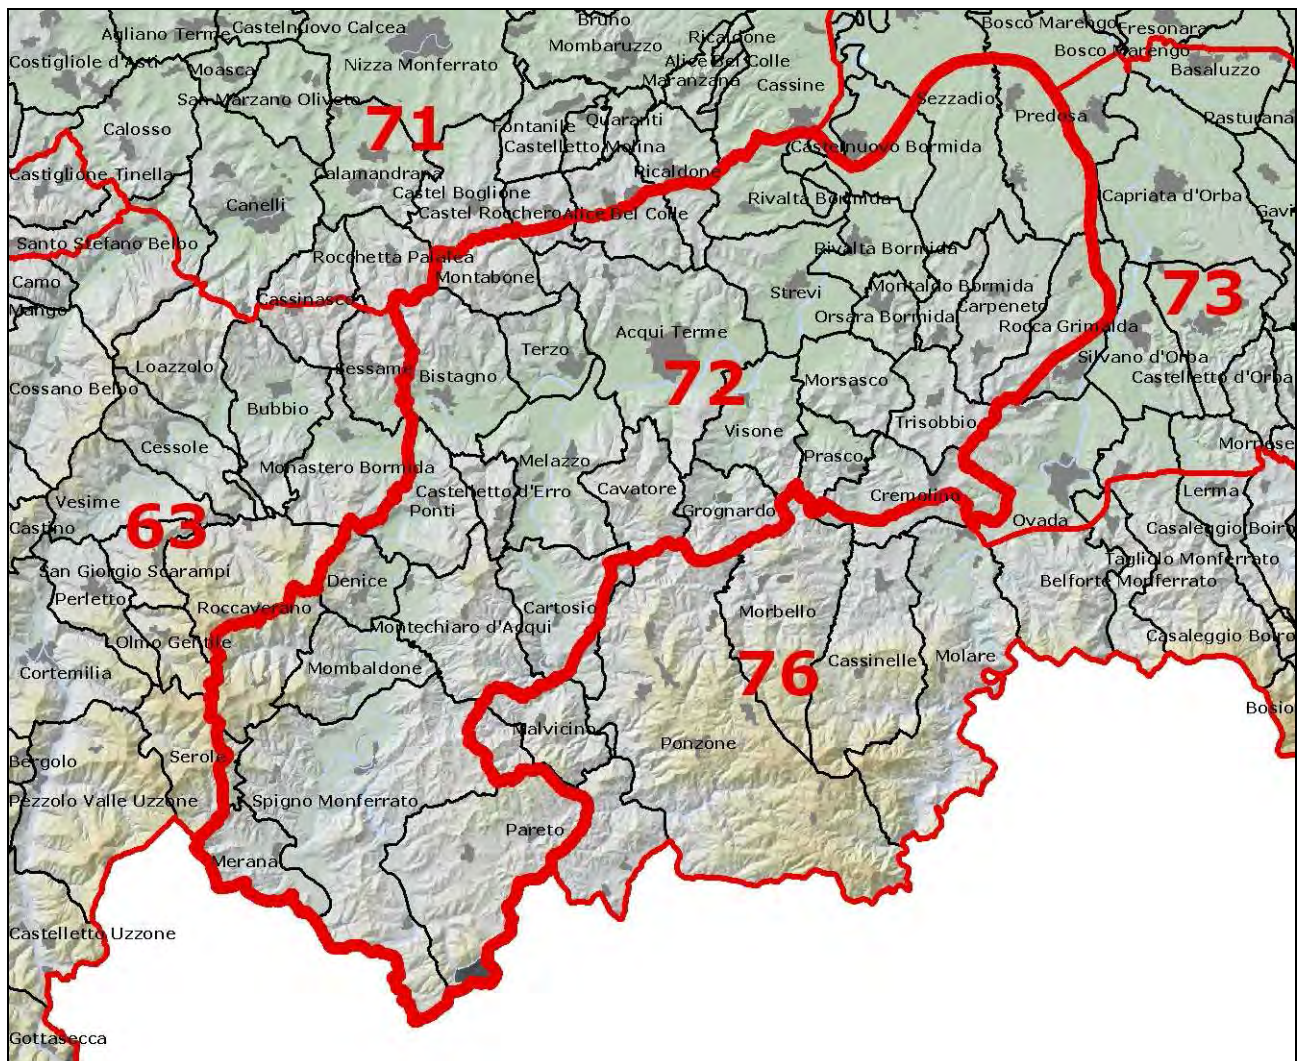 Bruno
Bosco Marengo
Fresonara
Agliano Terme
Castelnuovo Calcea
Mombaruzzo
Ricaldone
Bosco Marengo
Costigliole d'Asti
Moasca
Nizza Monferrato
Alice Bel Colle
Basaluzzo
Maranzana
Cassine
San Marzano Oliveto
Sezzadio
Predosa
Pasturana
Calosso
71
Fontanile
Quaranti
Castelletto Molina
Castelnuovo Bormida
Castiglione Tinella
Calamandrana
Ricaldone
Castel Boglione
Rivalta Bormida
Capriata d'Orba
Canelli
Castel Rocchero
Alice Bel Colle
Gavi
Santo Stefano Belbo
Rocchetta Palafea
Rivalta Bormida
Camo
Montabone
Montaldo Bormida
73
Mango
Cassinasco
Strevi
Carpeneto
Orsara Bormida
Rocca Grimalda
Acqui Terme
Loazzolo
Terzo
Silvano d'Orba
Cossano Belbo
Sessame
Bistagno
72
Morsasco
Castelletto d'Orba
Bubbio
Trisobbio
Cessole
Visone
Mornese
Monastero Bormida
Melazzo
Prasco
Vesime
Castelletto d'Erro
Cavatore
Cremolino
Lerma
Castino
63
Ponti
Grognardo
Ovada
Casaleggio Boiro
San Giorgio Scarampi
Denice
Tagliolo Monferrato
Perletto
Belforte Monferrato
Roccaverano
Cartosio
Morbello
Olmo Gentile
Montechiaro d'Acqui
Casaleggio Boiro
Cortemilia
Mombaldone
76
Cassinelle
Molare
Bosio
Malvicino
Ponzone
Bergolo
Serole
Pezzolo Valle Uzzone
Spigno Monferrato
Pareto
Merana
Castelletto Uzzone
Gottasecca